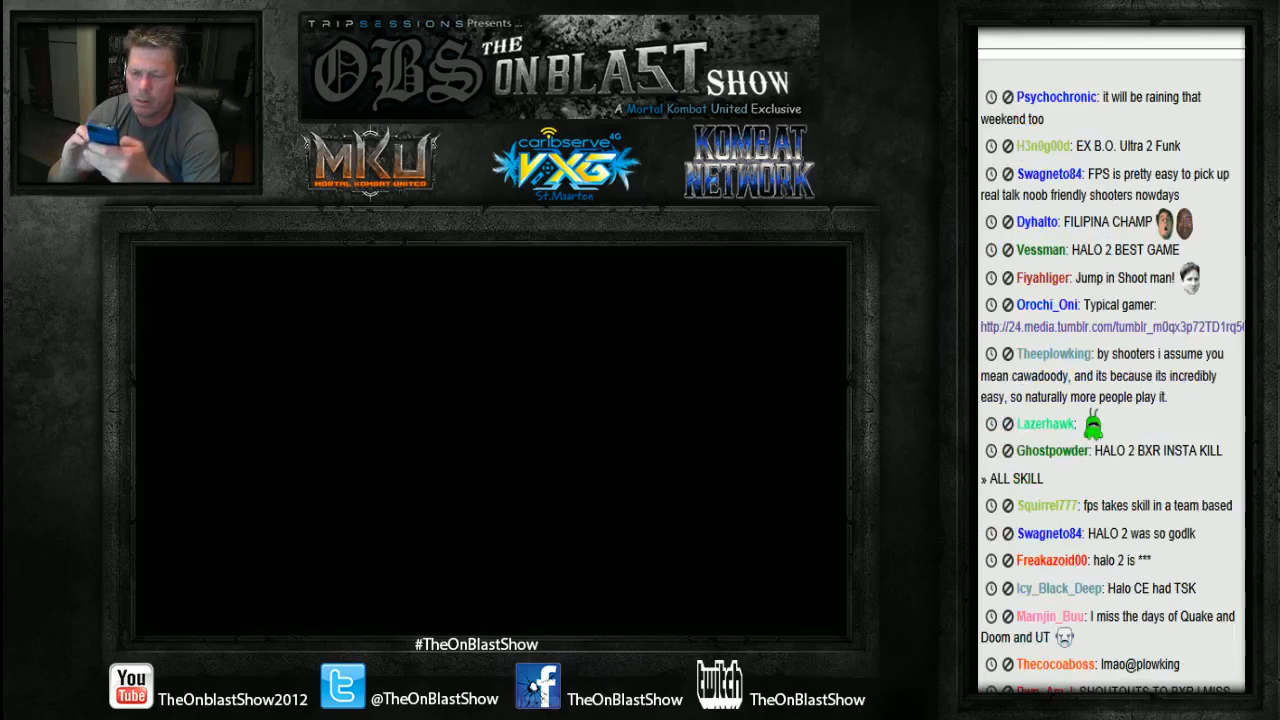 TRIPSESSIONS Presents ...
OBS THE ON BLAST SHOW
A Mortal Kombat United Exclusive
MKU
MORTAL KOMBAT UNITED
caribserve 4G
VXG
St.Maarten
KOMBAT
NETWORK
#TheOnBlastShow
You
Tube
TheOnblastShow2012
@TheOnBlastShow
TheOnBlastShow
twitch
TheOnBlastShow
Psychochronic: it will be raining that
weekend too
H3n0g00d: EX B.O. Ultra 2 Funk
Swagneto84: FPS is pretty easy to pick up
real talk noob friendly shooters nowdays
Dyhalto: FILIPINA CHAMP
Vessman: HALO 2 BEST GAME
Fiyahliger: Jump in Shoot man!
Orochi_Oni: Typical gamer:
http://24.media.tumblr.com/tumblr_m0qx3p72TD1rq5
Theeplowking: by shooters i assume you
mean cawadoody, and its because its incredibly
easy, so naturally more people play it.
Lazerhawk:
Ghostpowder: HALO 2 BXR INSTA KILL
» ALL SKILL
Squirrel777: fps takes skill in a team based
Swagneto84: HALO 2 was so godlk
Freakazoid00: halo 2 is ***
Icy_Black_Deep: Halo CE had TSK
Marnjin_Buu: I miss the days of Quake and
Doom and UT
Thecocoaboss: lmao@plowking
SHOUTOUTS TO BXR I MISS